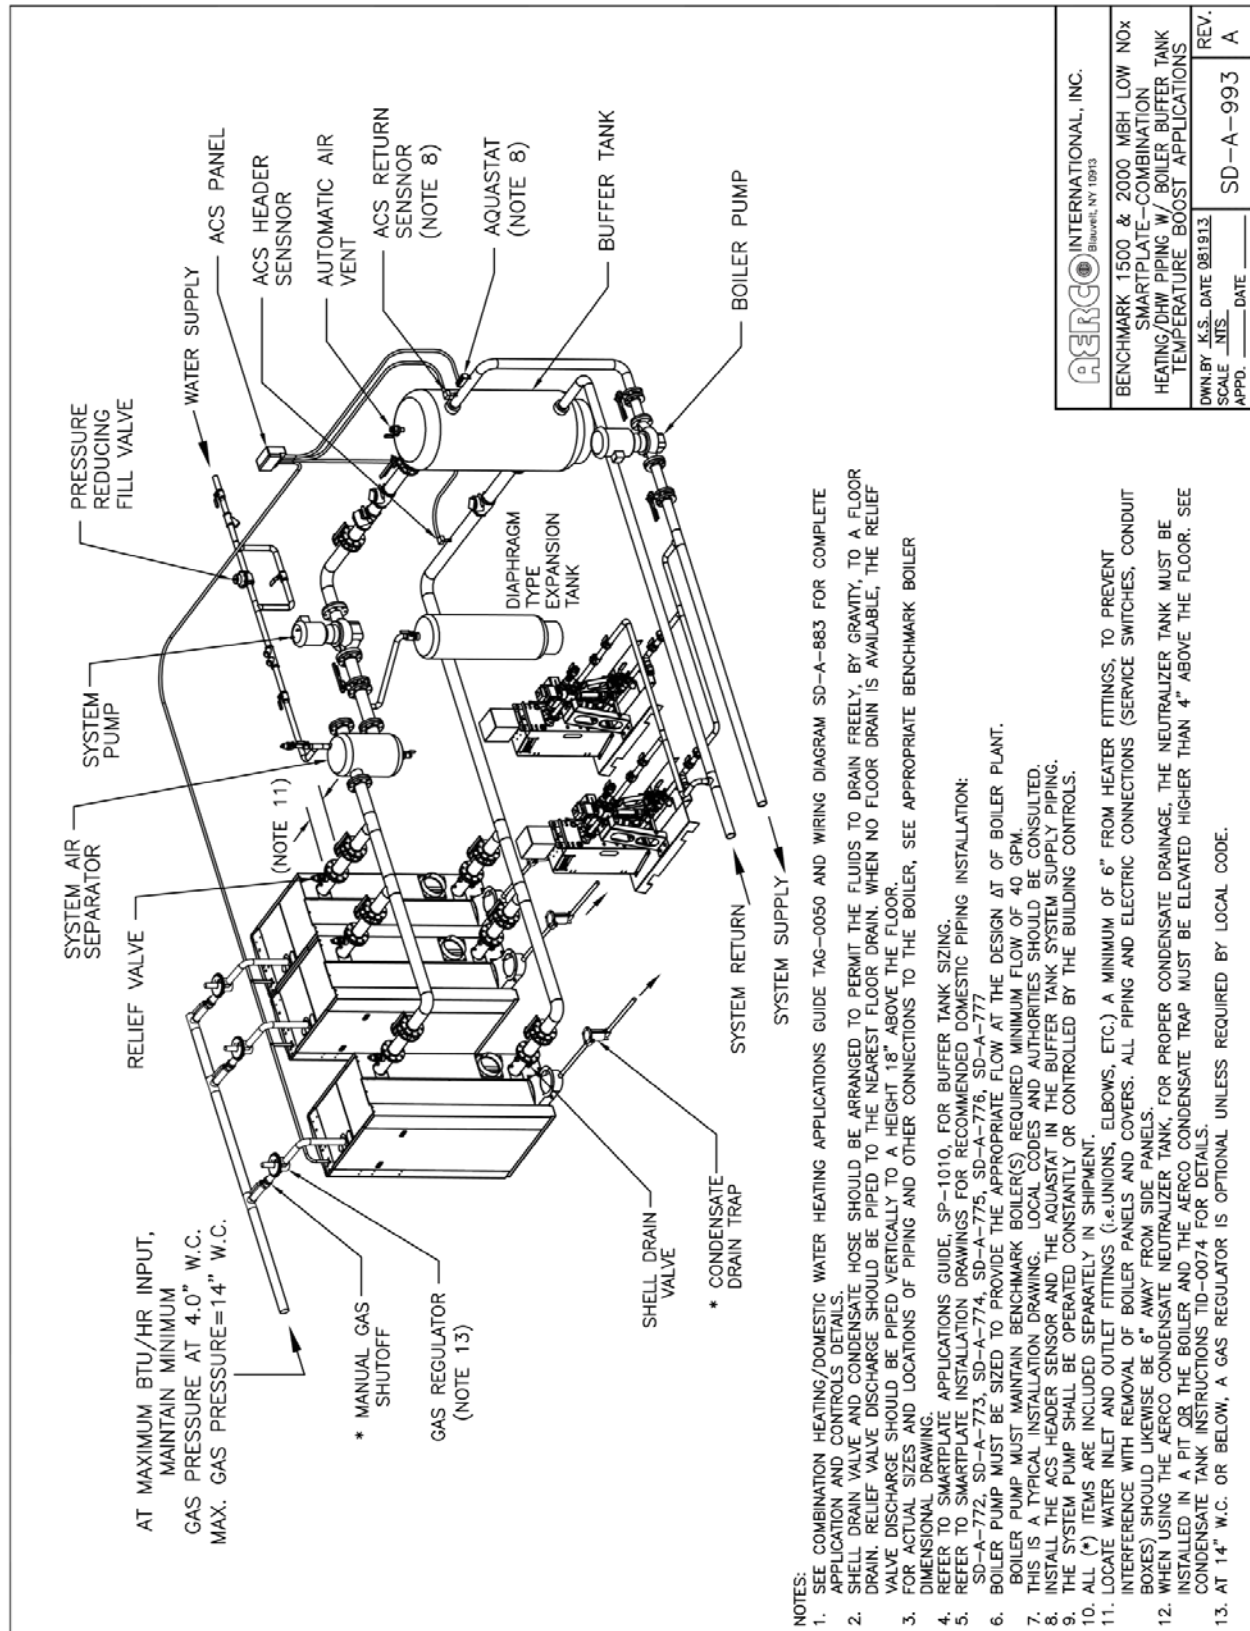 AT MAXIMUM BTU/HR INPUT,
MAINTAIN MINIMUM
GAS PRESSURE AT 4.0" W.C.
MAX. GAS PRESSURE=14" W.C.
* MANUAL GAS
SHUTOFF
GAS REGULATOR
(NOTE 13)
SHELL DRAIN
VALVE
* CONDENSATE
DRAIN TRAP
RELIEF VALVE
SYSTEM AIR
SEPARATOR
(NOTE 11)
SYSTEM
PUMP
PRESSURE
REDUCING
FILL VALVE
WATER SUPPLY
ACS PANEL
ACS HEADER
SENSNOR
AUTOMATIC AIR
VENT
ACS RETURN
SENSNOR
(NOTE 8)
AQUASTAT
(NOTE 8)
BUFFER TANK
BOILER PUMP
DIAPHRAGM
TYPE
EXPANSION
TANK
SYSTEM RETURN
SYSTEM SUPPLY
NOTES:
1. SEE COMBINATION HEATING/DOMESTIC WATER HEATING APPLICATIONS GUIDE TAG-0050 AND WIRING DIAGRAM SD-A-883 FOR COMPLETE
APPLICATION AND CONTROLS DETAILS.
2. SHELL DRAIN VALVE AND CONDENSATE HOSE SHOULD BE ARRANGED TO PERMIT THE FLUIDS TO DRAIN FREELY, BY GRAVITY, TO A FLOOR
DRAIN. RELIEF VALVE DISCHARGE SHOULD BE PIPED TO THE NEAREST FLOOR DRAIN. WHEN NO FLOOR DRAIN IS AVAILABLE, THE RELIEF
VALVE DISCHARGE SHOULD BE PIPED VERTICALLY TO A HEIGHT 18" ABOVE THE FLOOR.
3. FOR ACTUAL SIZES AND LOCATIONS OF PIPING AND OTHER CONNECTIONS TO THE BOILER, SEE APPROPRIATE BENCHMARK BOILER
DIMENSIONAL DRAWING.
4. REFER TO SMARTPLATE APPLICATIONS GUIDE, SP-1010, FOR BUFFER TANK SIZING.
5. REFER TO SMARTPLATE INSTALLATION DRAWINGS FOR RECOMMENDED DOMESTIC PIPING INSTALLATION:
SD-A-772, SD-A-773, SD-A-774, SD-A-775, SD-A-776, SD-A-777
6. BOILER PUMP MUST BE SIZED TO PROVIDE THE APPROPRIATE FLOW AT THE DESIGN ΔT OF BOILER PLANT.
BOILER PUMP MUST MAINTAIN BENCHMARK BOILER(S) REQUIRED MINIMUM FLOW OF 40 GPM.
7. THIS IS A TYPICAL INSTALLATION DRAWING. LOCAL CODES AND AUTHORITIES SHOULD BE CONSULTED.
8. INSTALL THE ACS HEADER SENSOR AND THE AQUASTAT IN THE BUFFER TANK SYSTEM SUPPLY PIPING.
9. THE SYSTEM PUMP SHALL BE OPERATED CONSTANTLY OR CONTROLLED BY THE BUILDING CONTROLS.
10. ALL (*) ITEMS ARE INCLUDED SEPARATELY IN SHIPMENT.
11. LOCATE WATER INLET AND OUTLET FITTINGS (i.e.UNIONS, ELBOWS, ETC.) A MINIMUM OF 6" FROM HEATER FITTINGS, TO PREVENT
INTERFERENCE WITH REMOVAL OF BOILER PANELS AND COVERS. ALL PIPING AND ELECTRIC CONNECTIONS (SERVICE SWITCHES, CONDUIT
BOXES) SHOULD LIKEWISE BE 6" AWAY FROM SIDE PANELS.
12. WHEN USING THE AERCO CONDENSATE NEUTRALIZER TANK, FOR PROPER CONDENSATE DRAINAGE, THE NEUTRALIZER TANK MUST BE
INSTALLED IN A PIT OR THE BOILER AND THE AERCO CONDENSATE TRAP MUST BE ELEVATED HIGHER THAN 4" ABOVE THE FLOOR. SEE
CONDENSATE TANK INSTRUCTIONS TID-0074 FOR DETAILS.
13. AT 14" W.C. OR BELOW, A GAS REGULATOR IS OPTIONAL UNLESS REQUIRED BY LOCAL CODE.
AERCO INTERNATIONAL, INC.
Blauvelt, NY 10913
BENCHMARK 1500 & 2000 MBH LOW NOx
SMARTPLATE-COMBINATION
HEATING/DHW PIPING W/ BOILER BUFFER TANK
TEMPERATURE BOOST APPLICATIONS
DWN.BY K.S. DATE 081913
SCALE NTS
APPD. DATE
SD-A-993
REV.
A